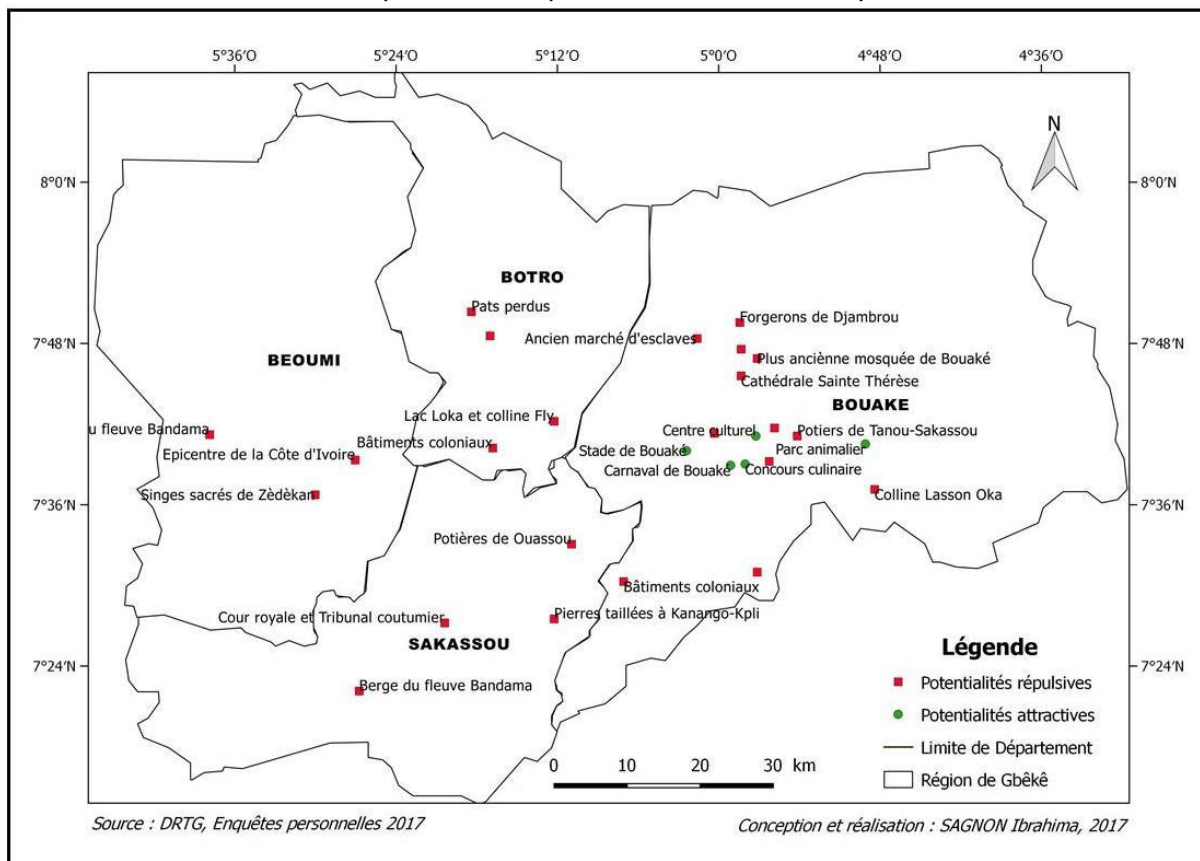 5°36'O
5°24'O
5°12'O
5°0'O
4°48'O
4°36'O
N
8°0'N
8°0'N
BOTRO
Pats perdus
Forgerons de Djambrou
Ancien marché d'esclaves
7°48'N
7°48'N
BEOUMI
Plus anciènne mosquée de Bouaké
Cathédrale Sainte Thérèse
BOUAKE
Lac Loka et colline Fly
u fleuve Bandama
Centre culturel
Potiers de Tanou-Sakassou
Bâtiments coloniaux
Epicentre de la Côte d'Ivoire
Stade de Bouaké
Parc animalier
Carnaval de Bouaké
Concours culinaire
Singes sacrés de Zèdèkan
Colline Lasson Oka
7°36'N
7°36'N
Potières de Ouassou
Bâtiments coloniaux
Cour royale et Tribunal coutumier
Pierres taillées à Kanango-Kpli
SAKASSOU
7°24'N
7°24'N
Berge du fleuve Bandama
Légende
Potentialités répulsives
Potentialités attractives
Limite de Département
Région de Gbêkê
0 10 20 30 km
Source : DRTG, Enquêtes personnelles 2017
Conception et réalisation : SAGNON Ibrahima, 2017